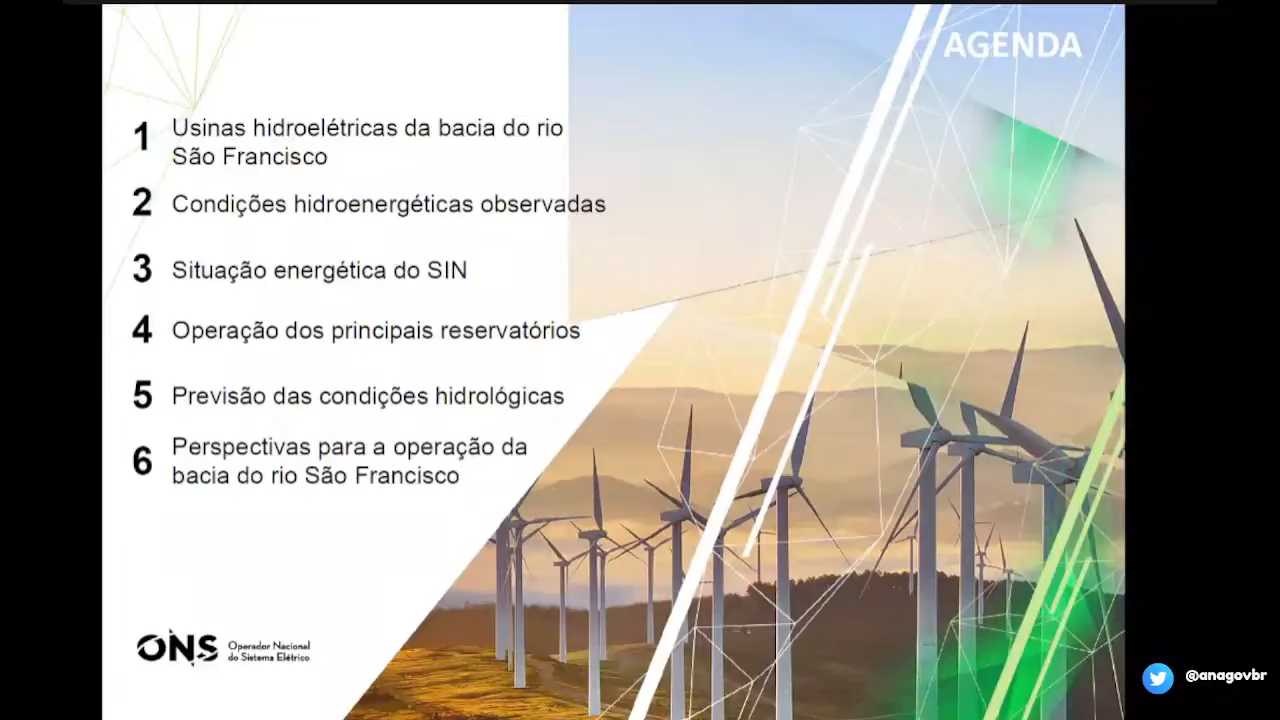 AGENDA
1 Usinas hidroelétricas da bacia do rio
São Francisco
2 Condições hidroenergéticas observadas
3 Situação energética do SIN
4 Operação dos principais reservatórios
5 Previsão das condições hidrológicas
6 Perspectivas para a operação da
bacia do rio São Francisco
ONS Operador Nacional
do Sistema Elétrico
@anagovbr